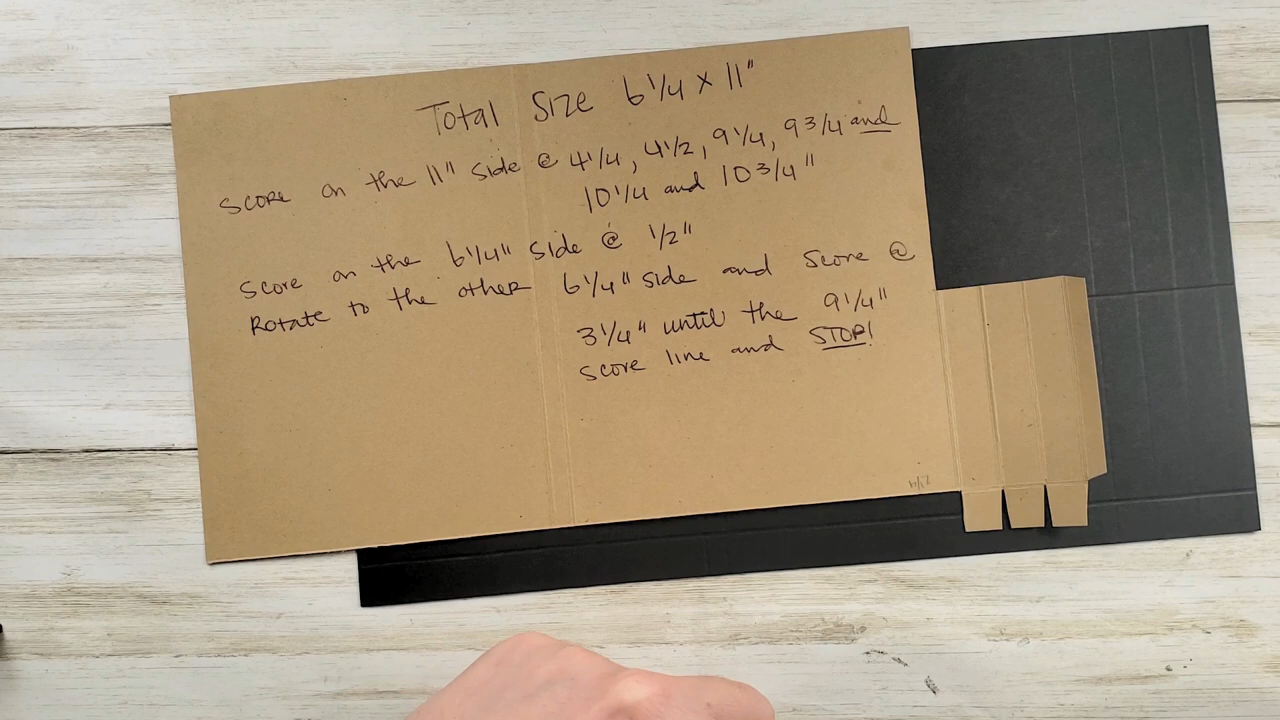 Total Size 6 1/4 x 11"
Score on the 11" side @ 4 1/4, 4 1/2, 9 1/4, 9 3/4 and
10 1/4 and 10 3/4"
Score on the 6 1/4" side @ 1/2"
Rotate to the other 6 1/4" side and score @
3 1/4" until the 9 1/4"
score line and STOP!